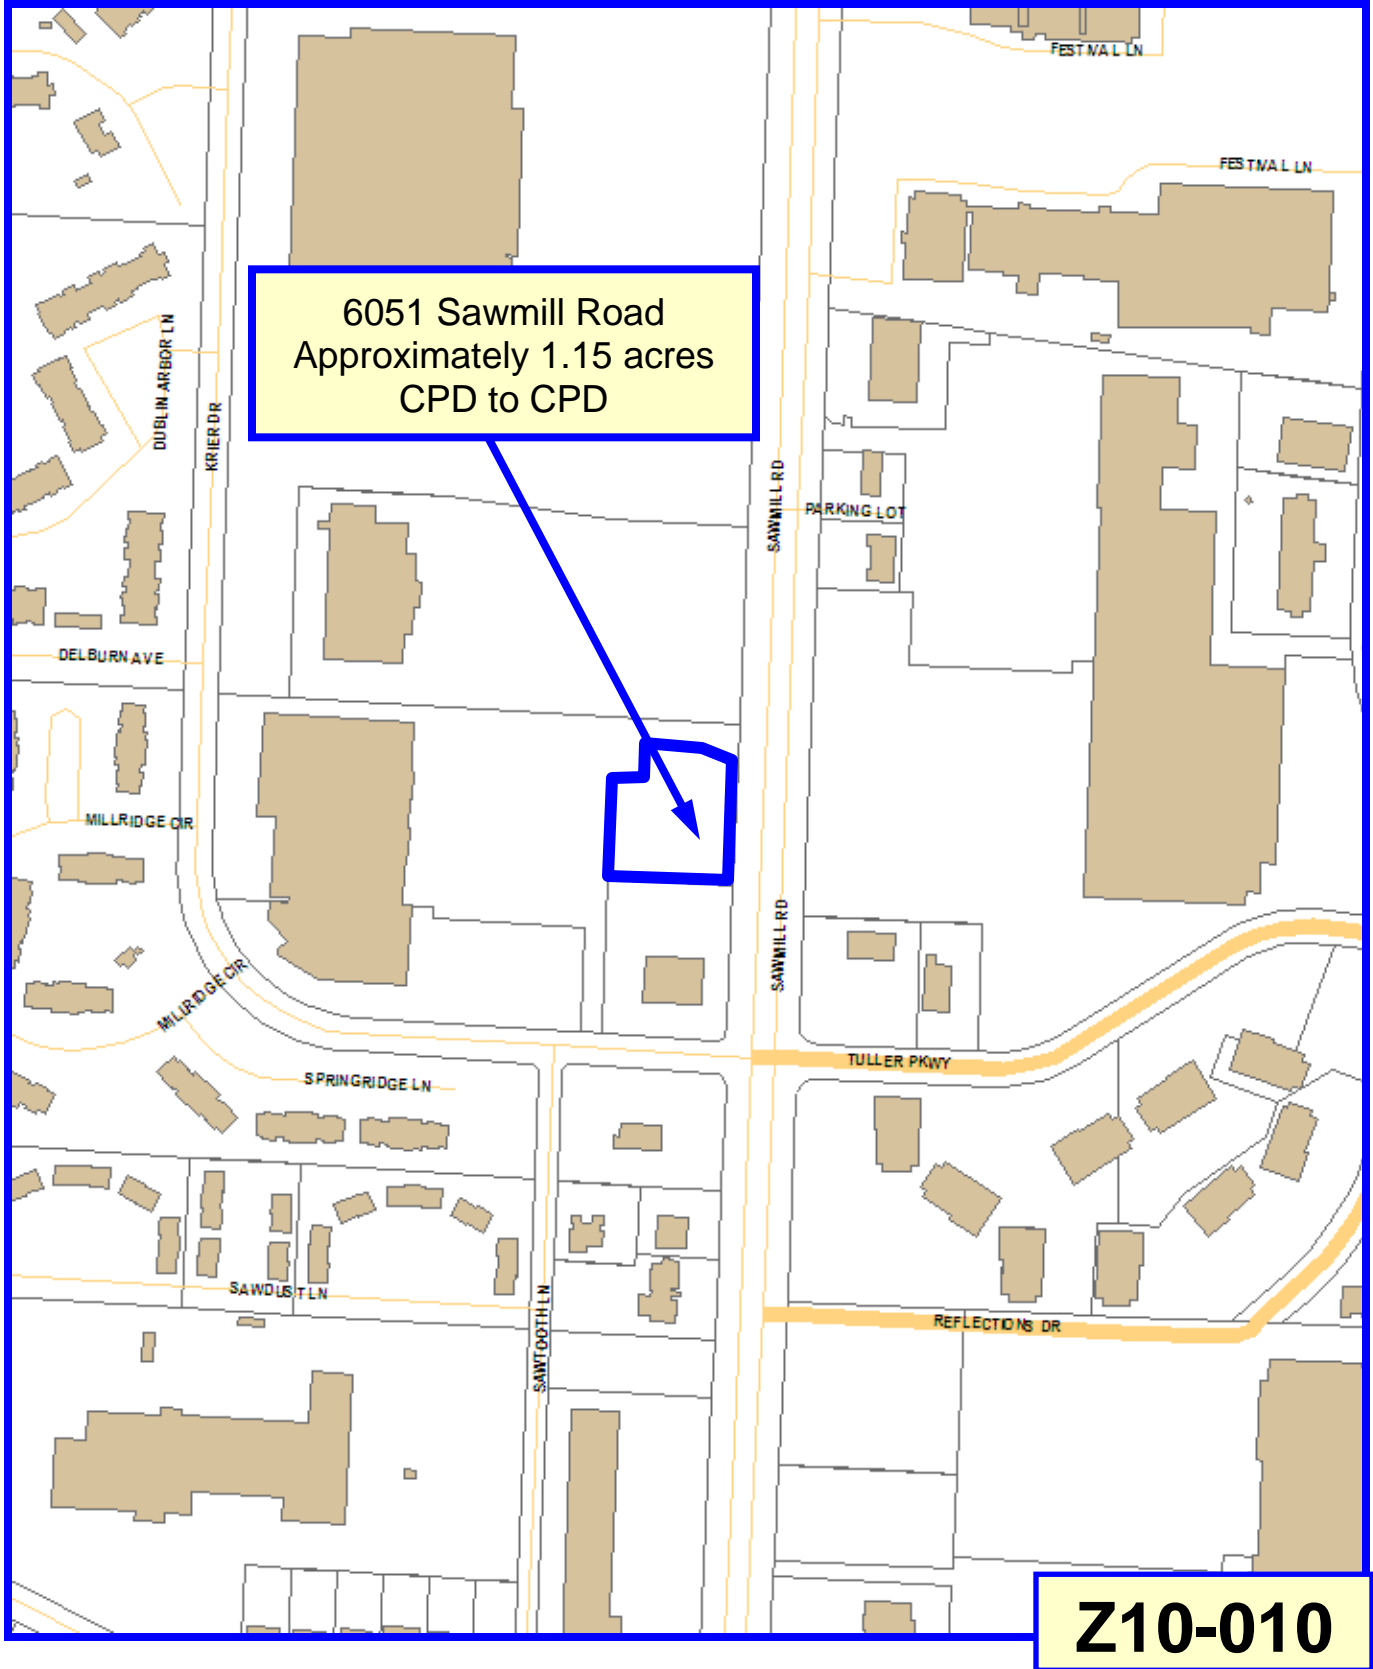 FESTIVAL LN
FESTIVAL LN
6051 Sawmill Road
Approximately 1.15 acres
CPD to CPD
DUBLIN ARBOR LN
KRIER DR
SAWMILL RD
PARKING LOT
DELBURN AVE
MILLRIDGE CIR
SAWMILL RD
MILLRIDGE CIR
TULLER PKWY
SPRINGRIDGE LN
SAWDUST LN
SAWTOOTH LN
REFLECTIONS DR
Z10-010